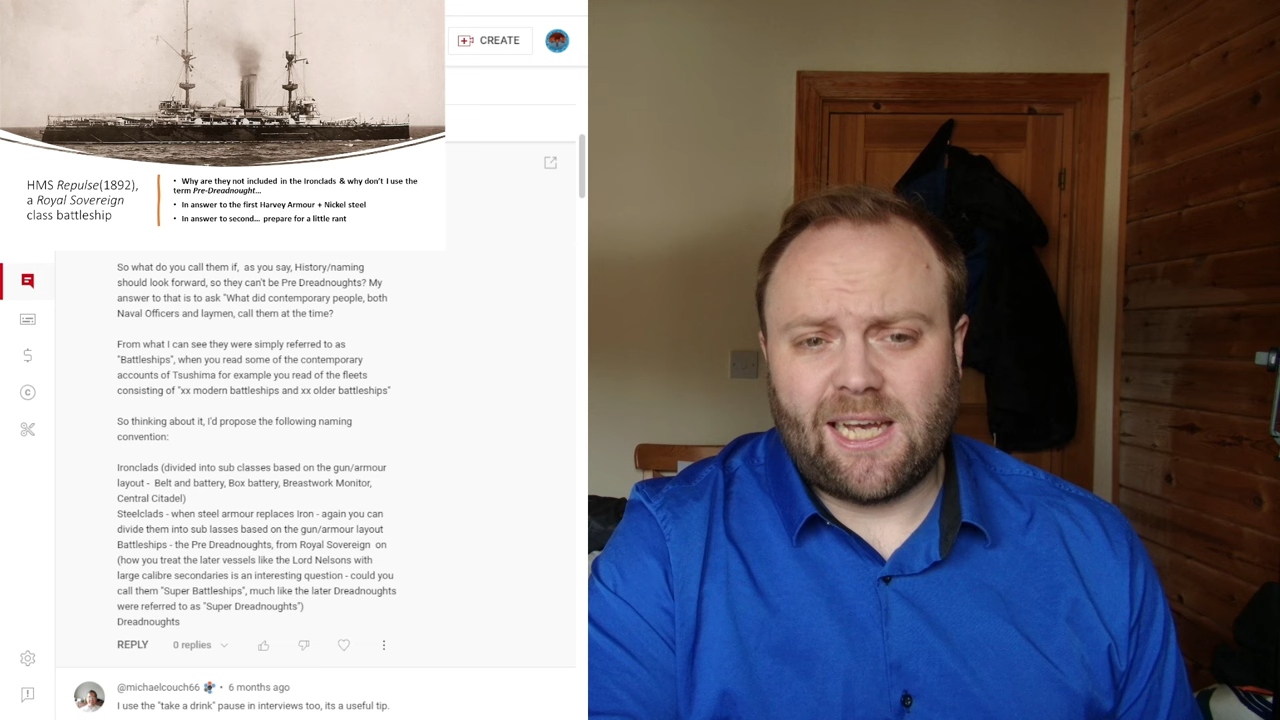 CREATE
HMS Repulse(1892),
a Royal Sovereign
class battleship
• Why are they not included in the Ironclads & why don't I use the
term Pre-Dreadnought...
• In answer to the first Harvey Armour + Nickel steel
• In answer to second... prepare for a little rant
So what do you call them if, as you say, History/naming
should look forward, so they can't be Pre Dreadnoughts? My
answer to that is to ask "What did contemporary people, both
Naval Officers and laymen, call them at the time?
From what I can see they were simply referred to as
"Battleships", when you read some of the contemporary
accounts of Tsushima for example you read of the fleets
consisting of "xx modern battleships and xx older battleships"
So thinking about it, I'd propose the following naming
convention:
Ironclads (divided into sub classes based on the gun/armour
layout - Belt and battery, Box battery, Breastwork Monitor,
Central Citadel)
Steelclads - when steel armour replaces Iron - again you can
divide them into sub lasses based on the gun/armour layout
Battleships - the Pre Dreadnoughts, from Royal Sovereign on
(how you treat the later vessels like the Lord Nelsons with
large calibre secondaries is an interesting question - could you
call them "Super Battleships", much like the later Dreadnoughts
were referred to as "Super Dreadnoughts")
Dreadnoughts
REPLY 0 replies
@michaelcouch66 • 6 months ago
I use the "take a drink" pause in interviews too, its a useful tip.